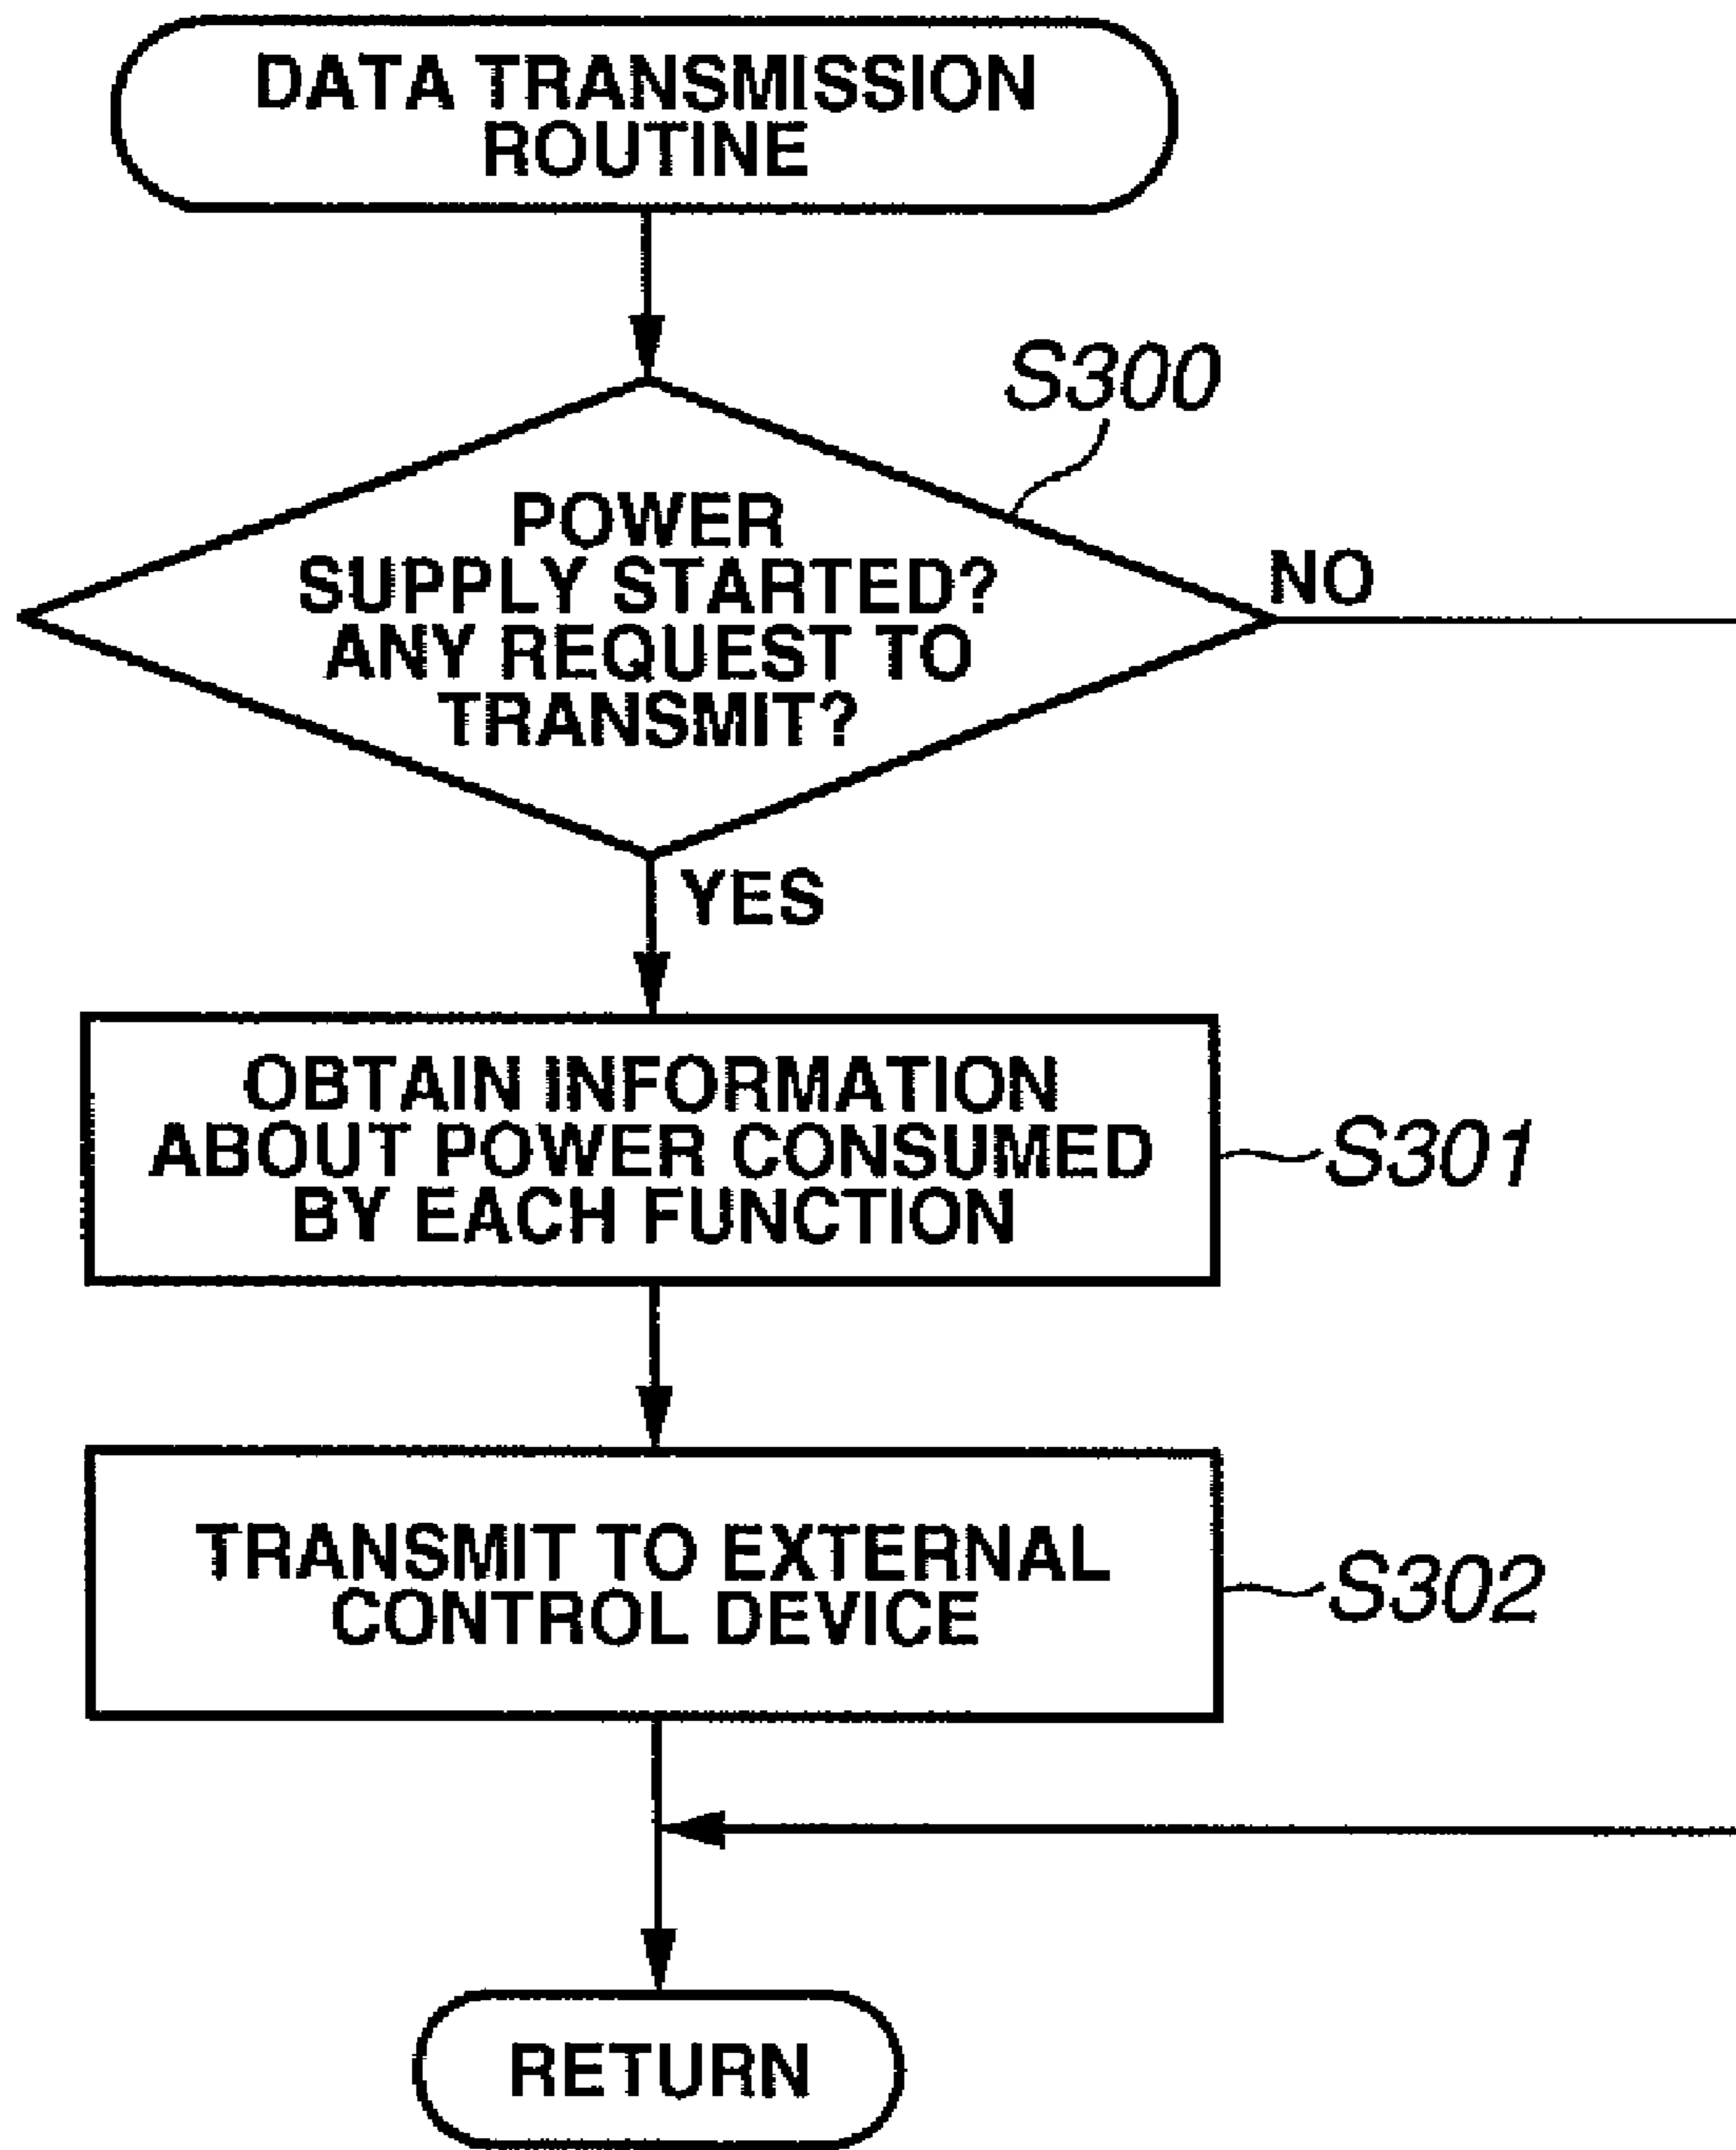 DATA TRANSMISSION
ROUTINE
S300
POWER
SUPPLY STARTED?
ANY REQUEST TO
TRANSMIT?
NO
YES
OBTAIN INFORMATION
ABOUT POWER CONSUMED
BY EACH FUNCTION
S301
TRANSMIT TO EXTERNAL
CONTROL DEVICE
S302
RETURN